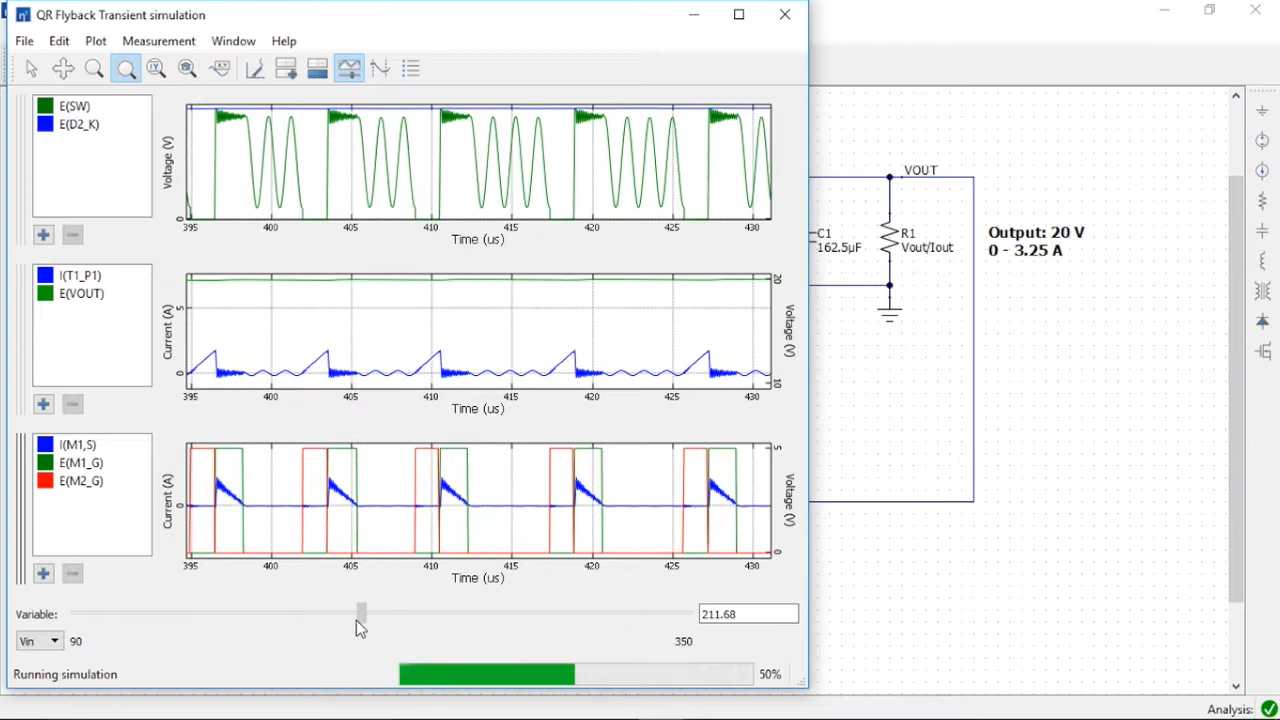 QR Flyback Transient simulation
File Edit Plot Measurement Window Help
E(SW)
E(D2_K)
Voltage (V)
0
395 400 405 410 415 420 425 430
Time (us)
I(T1_P1)
E(VOUT)
Current (A)
5
0
20
10
Voltage (V)
395 400 405 410 415 420 425 430
Time (us)
I(M1,S)
E(M1_G)
E(M2_G)
Current (A)
0
5
0
Voltage (V)
395 400 405 410 415 420 425 430
Time (us)
Variable:
211.68
Vin 90
350
Running simulation
50%
VOUT
C1
162.5µF
R1
Vout/Iout
Output: 20 V
0 - 3.25 A
Analysis: